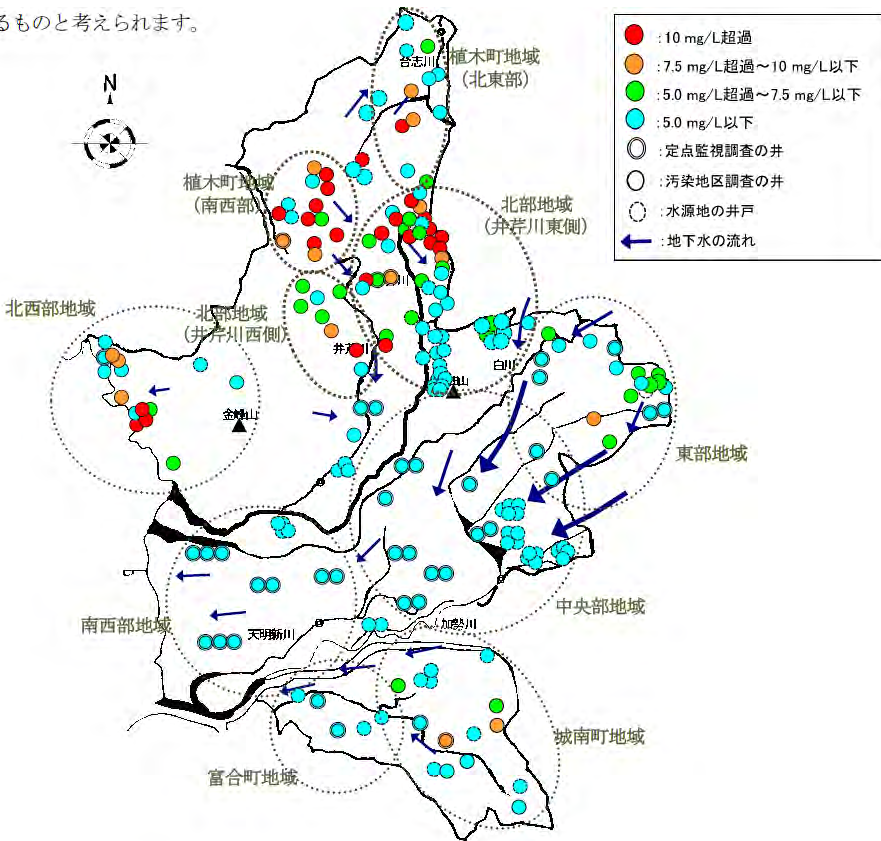 るものと考えられます。
N
:10 mg/L超過
:7.5 mg/L超過～10 mg/L以下
:5.0 mg/L超過～7.5 mg/L以下
:5.0 mg/L以下
:定点監視調査の井
:汚染地区調査の井
:水源地の井戸
:地下水の流れ
合志川
植木町地域
(北東部)
植木町地域
(南西部)
北部地域
(井芹川東側)
北西部地域
北部地域
(井芹川西側)
井芹川
白川
金峰山
東部地域
中央部地域
南西部地域
天明新川
加勢川
城南町地域
富合町地域